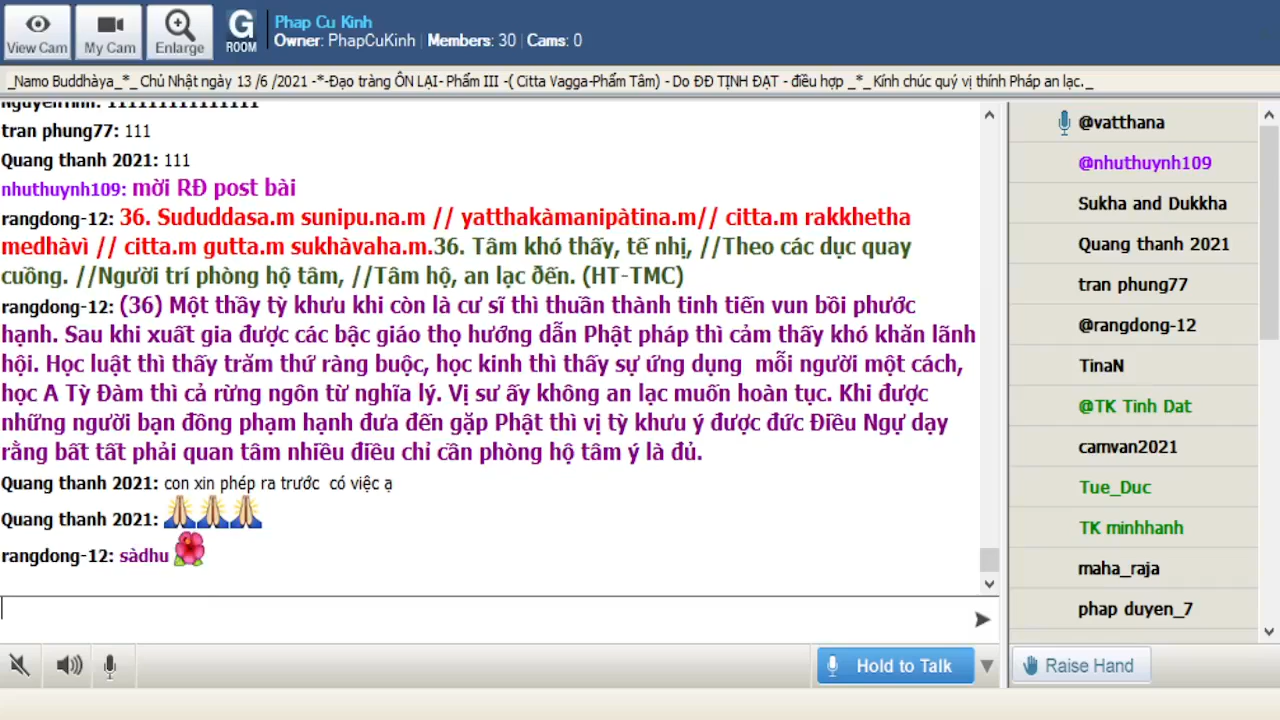 View Cam
My Cam
Enlarge
G
ROOM
Phap Cu Kinh
Owner: PhapCuKinh | Members: 30 | Cams: 0
_Namo Buddhàya_*_ Chủ Nhật ngày 13 /6 /2021 -*-Đạo tràng ÔN LẠI- Phẩm III -( Citta Vagga-Phẩm Tâm) - Do ĐĐ TỊNH ĐẠT - điều hợp _*_ Kính chúc quý vị thính Pháp an lạc._
tran phung77: 111
Quang thanh 2021: 111
nhuthuynh109: mời RĐ post bài
rangdong-12: 36. Sududdasa.m sunipu.na.m // yatthakàmanipàtina.m// citta.m rakkhetha
medhàvì // citta.m gutta.m sukhàvaha.m.36. Tâm khó thấy, tế nhị, //Theo các dục quay
cuồng. //Người trí phòng hộ tâm, //Tâm hộ, an lạc đến. (HT-TMC)
rangdong-12: (36) Một thầy tỳ khưu khi còn là cư sĩ thì thuần thành tinh tiến vun bồi phước
hạnh. Sau khi xuất gia được các bậc giáo thọ hướng dẫn Phật pháp thì cảm thấy khó khăn lãnh
hội. Học luật thì thấy trăm thứ ràng buộc, học kinh thì thấy sự ứng dụng mỗi người một cách,
học A Tỳ Đàm thì cả rừng ngôn từ nghĩa lý. Vị sư ấy không an lạc muốn hoàn tục. Khi được
những người bạn đồng phạm hạnh đưa đến gặp Phật thì vị tỳ khưu ý được đức Điều Ngự dạy
rằng bất tất phải quan tâm nhiều điều chỉ cần phòng hộ tâm ý là đủ.
Quang thanh 2021: con xin phép ra trước có việc ạ
Quang thanh 2021:
rangdong-12: sàdhu
@vatthana
@nhuthuynh109
Sukha and Dukkha
Quang thanh 2021
tran phung77
@rangdong-12
TinaN
@TK Tinh Dat
camvan2021
Tue_Duc
TK minhhanh
maha_raja
phap duyen_7
Hold to Talk
Raise Hand